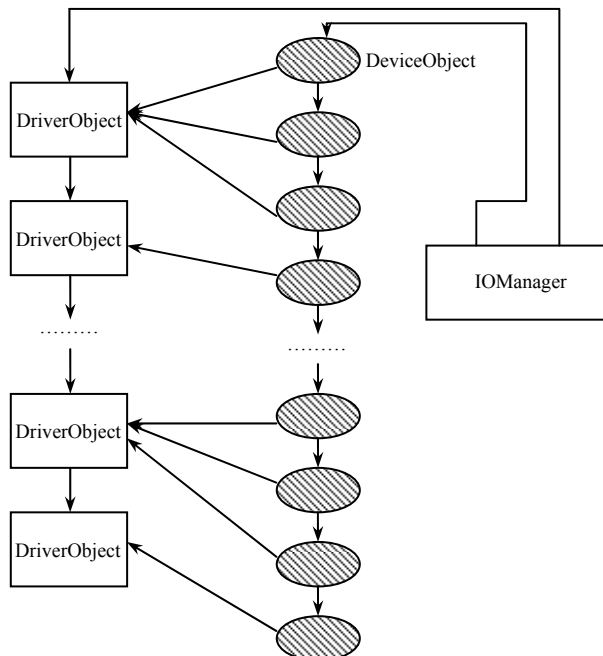 DeviceObject
DriverObject
DriverObject
IOManager
.........
.........
DriverObject
DriverObject